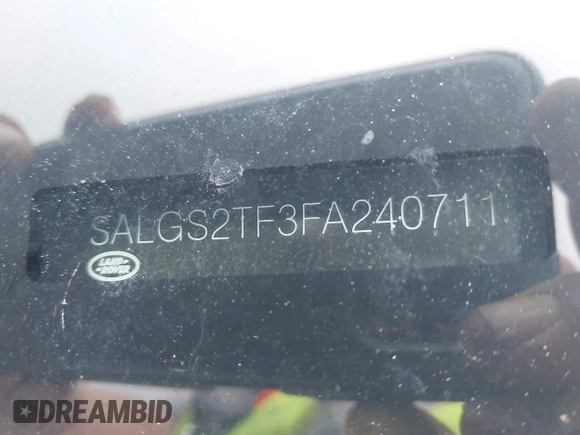 SALGS2TF3FA240711
LAND-
ROVER
DREAMBID